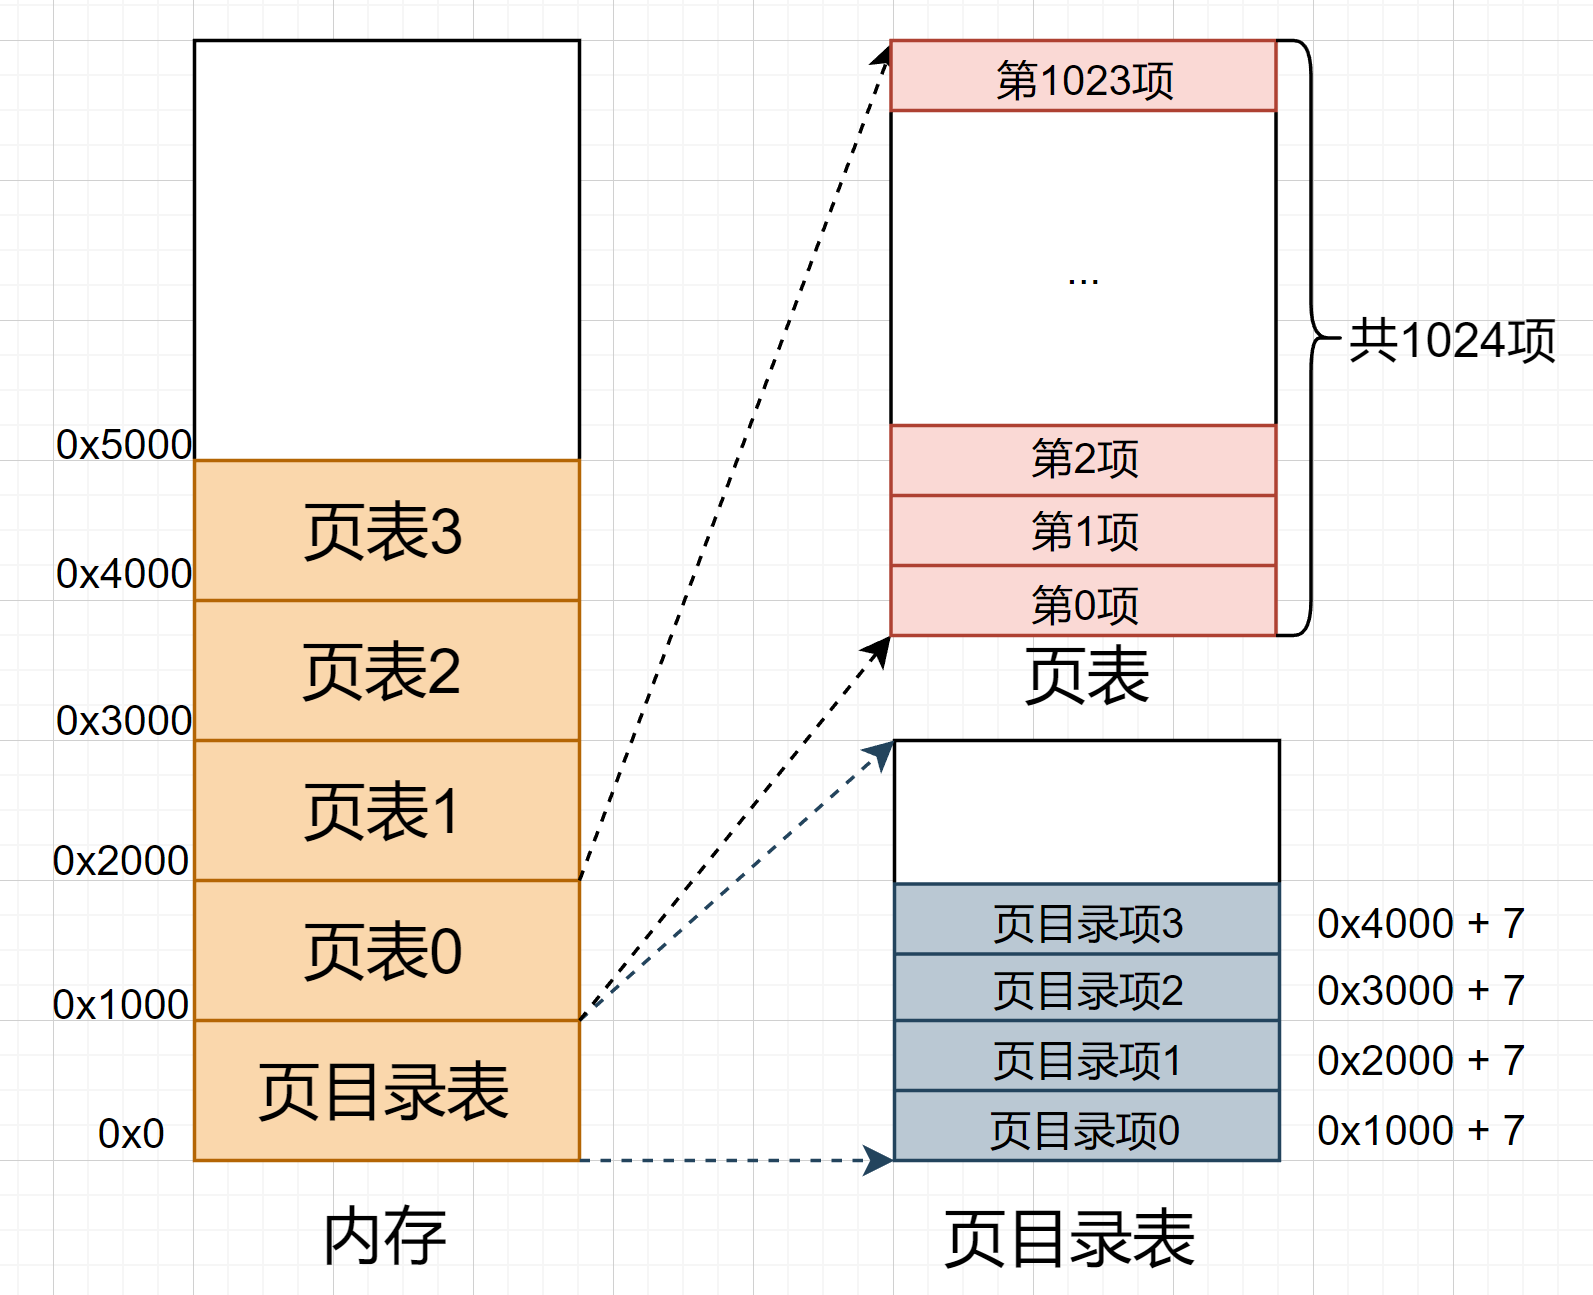 0x5000
页表3
0x4000
页表2
0x3000
页表1
0x2000
页表0
0x1000
页目录表
0x0
内存
第1023项
...
第2项
第1项
第0项
共1024项
页表
页目录项3 0x4000 + 7
页目录项2 0x3000 + 7
页目录项1 0x2000 + 7
页目录项0 0x1000 + 7
页目录表